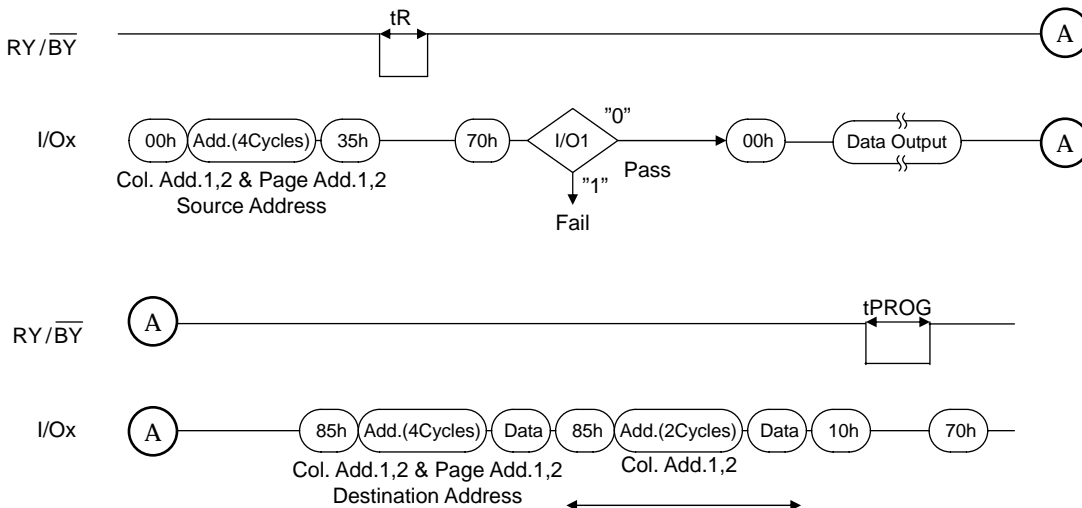 tR
RY/BY A
I/Ox 00h Add.(4Cycles) 35h 70h I/O1 "0" 00h Data Output A
Pass
"1"
Col. Add.1,2 & Page Add.1,2
Source Address
Fail
tPROG
RY/BY A
I/Ox A 85h Add.(4Cycles) Data 85h Add.(2Cycles) Data 10h 70h
Col. Add.1,2 & Page Add.1,2 Col. Add.1,2
Destination Address